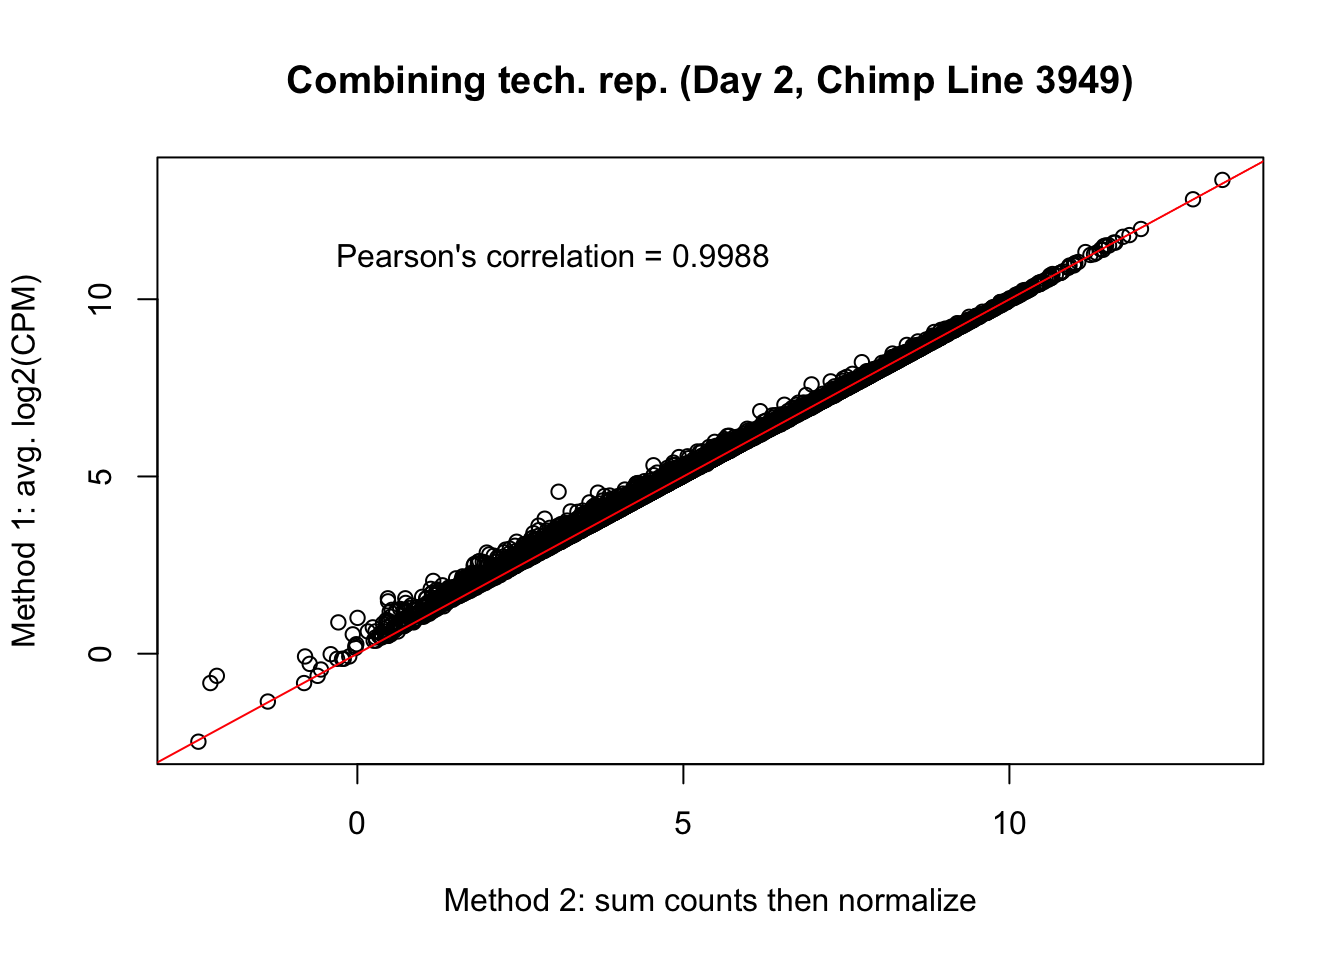 Combining tech. rep. (Day 2, Chimp Line 3949)
Pearson's correlation = 0.9988
Method 1: avg. log2(CPM)
10
5
0
0 5 10
Method 2: sum counts then normalize